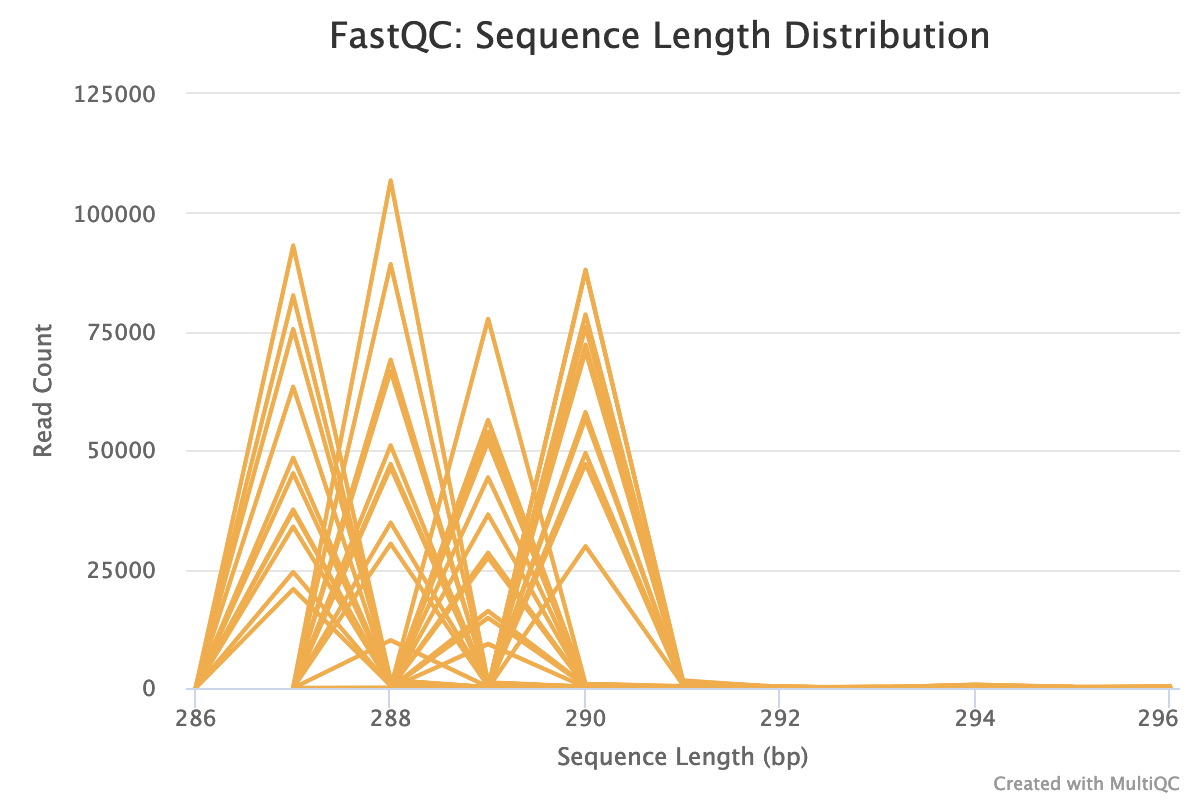 FastQC: Sequence Length Distribution
125000
100000
75000
50000
25000
0
Read Count
286 288 290 292 294 296
Sequence Length (bp)
Created with MultiQC